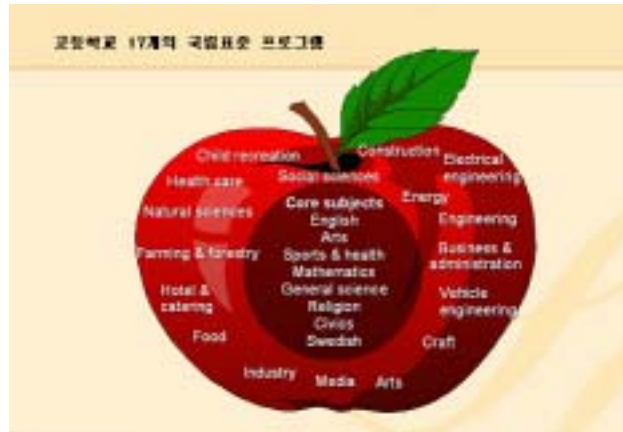 고등학교 17개의 국립표준 프로그램
Child recreation
Construction
Electrical
engineering
Health care
Social sciences
Energy
Natural sciences
Engineering
Core subjects
English
Arts
Sports & health
Mathematics
General science
Religion
Civics
Swedish
Farming & forestry
Business &
administration
Hotel &
catering
Vehicle
engineering
Food
Craft
Industry
Media
Arts